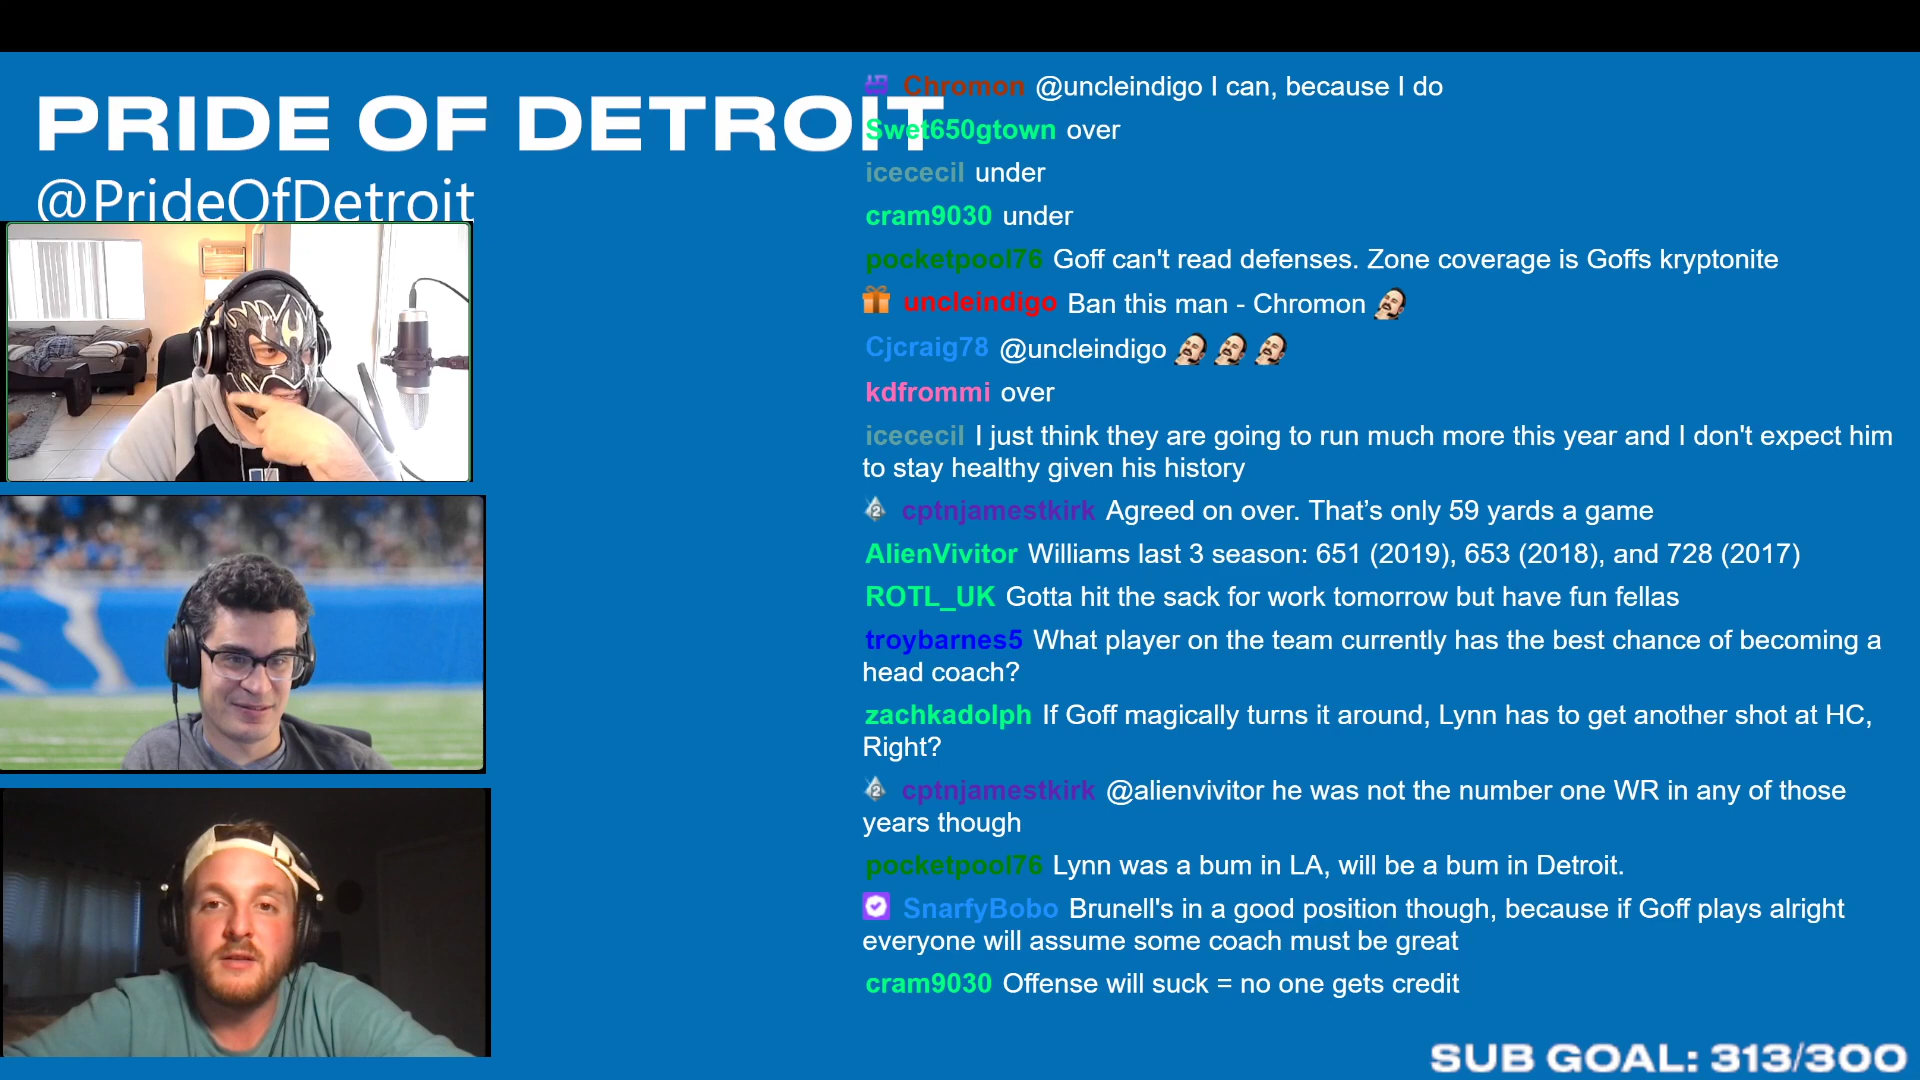 PRIDE OF DETROIT
@PrideOfDetroit
Chromon @uncleindigo I can, because I do
Swet650gtown over
icececil under
cram9030 under
pocketpool76 Goff can't read defenses. Zone coverage is Goffs kryptonite
uncleindigo Ban this man - Chromon
Cjcraig78 @uncleindigo
kdfrommi over
icececil I just think they are going to run much more this year and I don't expect him
to stay healthy given his history
2 cptnjamestkirk Agreed on over. That’s only 59 yards a game
AlienVivitor Williams last 3 season: 651 (2019), 653 (2018), and 728 (2017)
ROTL_UK Gotta hit the sack for work tomorrow but have fun fellas
troybarnes5 What player on the team currently has the best chance of becoming a
head coach?
zachkadolph If Goff magically turns it around, Lynn has to get another shot at HC,
Right?
2 cptnjamestkirk @alienvivitor he was not the number one WR in any of those
years though
pocketpool76 Lynn was a bum in LA, will be a bum in Detroit.
SnarfyBobo Brunell's in a good position though, because if Goff plays alright
everyone will assume some coach must be great
cram9030 Offense will suck = no one gets credit
SUB GOAL: 313/300